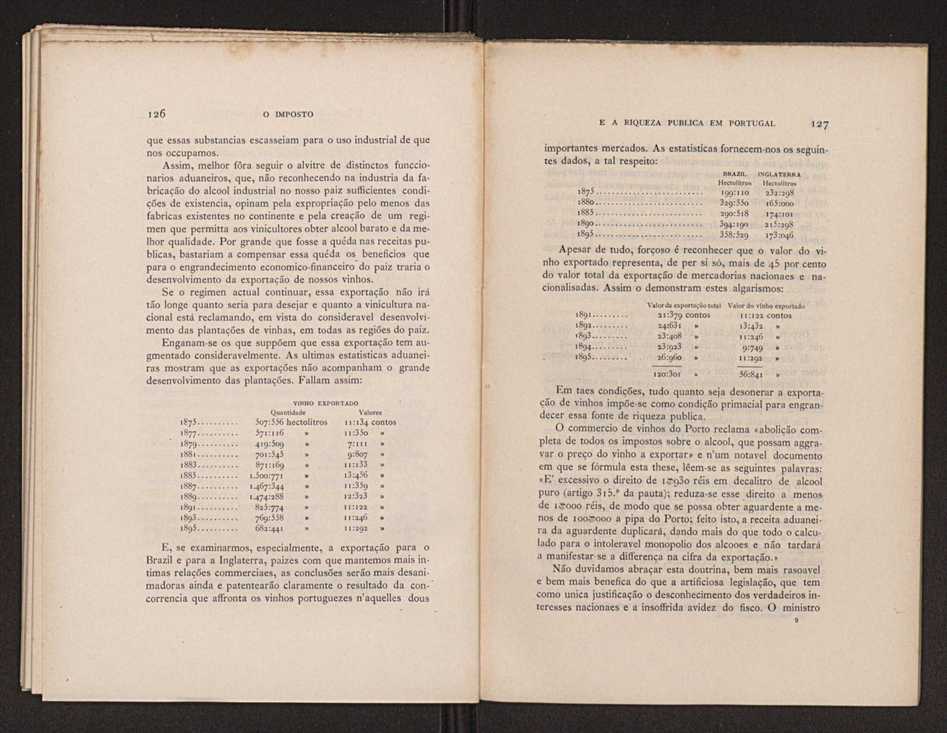 126 O IMPOSTO
que essas substancias escasseiam para o uso industrial de que
nos occupamos.
Assim, melhor fôra seguir o alvitre de distinctos funccio-
narios aduaneiros, que, não reconhecendo na industria da fa-
bricação do alcool industrial no nosso paiz sufficientes condi-
ções de existencia, opinam pela expropriação pelo menos das
fabricas existentes no continente e pela creação de um regi-
men que permitta aos vinicultores obter alcool barato e da me-
lhor qualidade. Por grande que fosse a quéda nas receitas pu-
blicas, bastariam a compensar essa quéda os beneficios que
para o engrandecimento economico-financeiro do paiz traria o
desenvolvimento da exportação de nossos vinhos.
Se o regimen actual continuar, essa exportação não irá
tão longe quanto seria para desejar e quanto a vinicultura na-
cional está reclamando, em vista do consideravel desenvolvi-
mento das plantações de vinhas, em todas as regiões do paiz.
Enganam-se os que suppõem que essa exportação tem au-
gmentado consideravelmente. As ultimas estatisticas aduanei-
ras mostram que as exportações não acompanham o grande
desenvolvimento das plantações. Fallam assim:
VINHO EXPORTADO
Quantidade Valores
1875.......... 507:556 hectolitros 11:134 contos
1877.......... 571:116 » 11:350 »
1879.......... 419:509 » 7:111 »
1881.......... 701:545 » 9:807 »
1883.......... 871:169 » 11:133 »
1885.......... 1.500:771 » 13:456 »
1887.......... 1.467:344 » 11:359 »
1889.......... 1.474:288 » 12:323 »
1891.......... 825:774 » 11:122 »
1893.......... 769:558 » 11:246 »
1895.......... 682:441 » 11:292 »
E, se examinarmos, especialmente, a exportação para o
Brazil e para a Inglaterra, paizes com que mantemos mais in-
timas relações commerciaes, as conclusões serão mais desani-
madoras ainda e patentearão claramente o resultado da con-
correncia que affronta os vinhos portuguezes n'aquelles dous
E A RIQUEZA PUBLICA EM PORTUGAL 127
importantes mercados. As estatisticas fornecem-nos os seguin-
tes dados, a tal respeito:
BRAZIL INGLATERRA
Hectolitros Hectolitros
1875.......................... 199:110 232:298
1880.......................... 329:550 165:000
1885.......................... 290:518 174:101
1890.......................... 394:190 215:298
1895.......................... 358:529 173:046
Apesar de tudo, forçoso é reconhecer que o valor do vi-
nho exportado representa, de per si só, mais de 45 por cento
do valor total da exportação de mercadorias nacionaes e na-
cionalisadas. Assim o demonstram estes algarismos:
Valor da exportação total Valor do vinho exportado
1891......... 21:379 contos 11:122 contos
1892......... 24:631 » 13:432 »
1893......... 23:408 » 11:246 »
1894......... 23:923 » 9:749 »
1895......... 26:960 » 11:292 »
120:301 » 56:841 »
Em taes condições, tudo quanto seja desonerar a exporta-
ção de vinhos impõe-se como condição primacial para engran-
decer essa fonte de riqueza publica.
O commercio de vinhos do Porto reclama «abolição com-
pleta de todos os impostos sobre o alcool, que possam aggra-
var o preço do vinho a exportar» e n'um notavel documento
em que se fórmula esta these, lêem-se as seguintes palavras:
«E' excessivo o direito de 1$930 réis em decalitro de alcool
puro (artigo 315.º da pauta); reduza-se esse direito a menos
de 1$000 réis, de modo que se possa obter aguardente a me-
nos de 100$000 a pipa do Porto; feito isto, a receita aduanei-
ra da aguardente duplicará, dando mais do que todo o calcu-
lado para o intoleravel monopolio dos alcooes e não tardará
a manifestar-se a differença na cifra da exportação.»
Não duvidamos abraçar esta doutrina, bem mais rasoavel
e bem mais benefica do que a artificiosa legislação, que tem
como unica justificação o desconhecimento dos verdadeiros in-
teresses nacionaes e a insoffrida avidez do fisco. O ministro
9